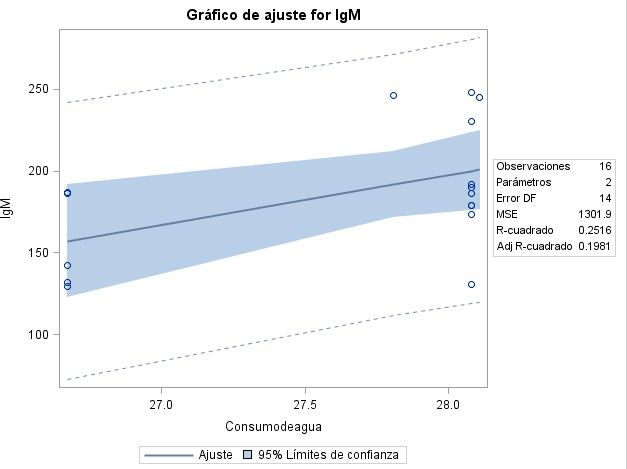 Gráfico de ajuste for IgM
IgM
250
200
150
100
27.0 27.5 28.0
Consumodeagua
Observaciones 16
Parámetros 2
Error DF 14
MSE 1301.9
R-cuadrado 0.2516
Adj R-cuadrado 0.1981
Ajuste 95% Límites de confianza